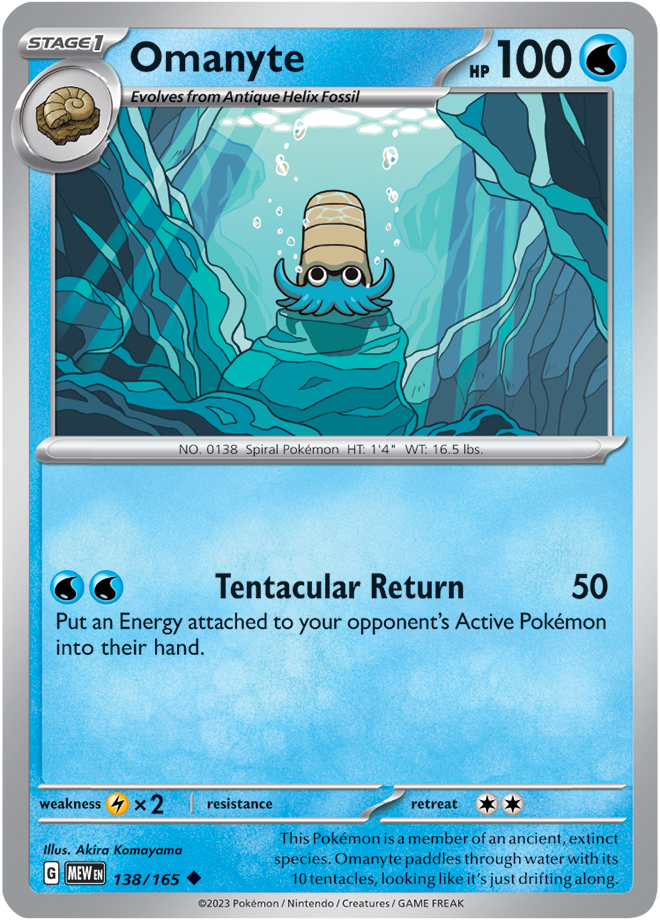 STAGE 1
Omanyte
HP 100
Evolves from Antique Helix Fossil
NO. 0138 Spiral Pokémon HT: 1'4" WT: 16.5 lbs.
Tentacular Return 50
Put an Energy attached to your opponent's Active Pokémon
into their hand.
weakness ×2 resistance retreat
Illus. Akira Komayama
G MEW EN 138/165
This Pokémon is a member of an ancient, extinct
species. Omanyte paddles through water with its
10 tentacles, looking like it's just drifting along.
©2023 Pokémon / Nintendo / Creatures / GAME FREAK